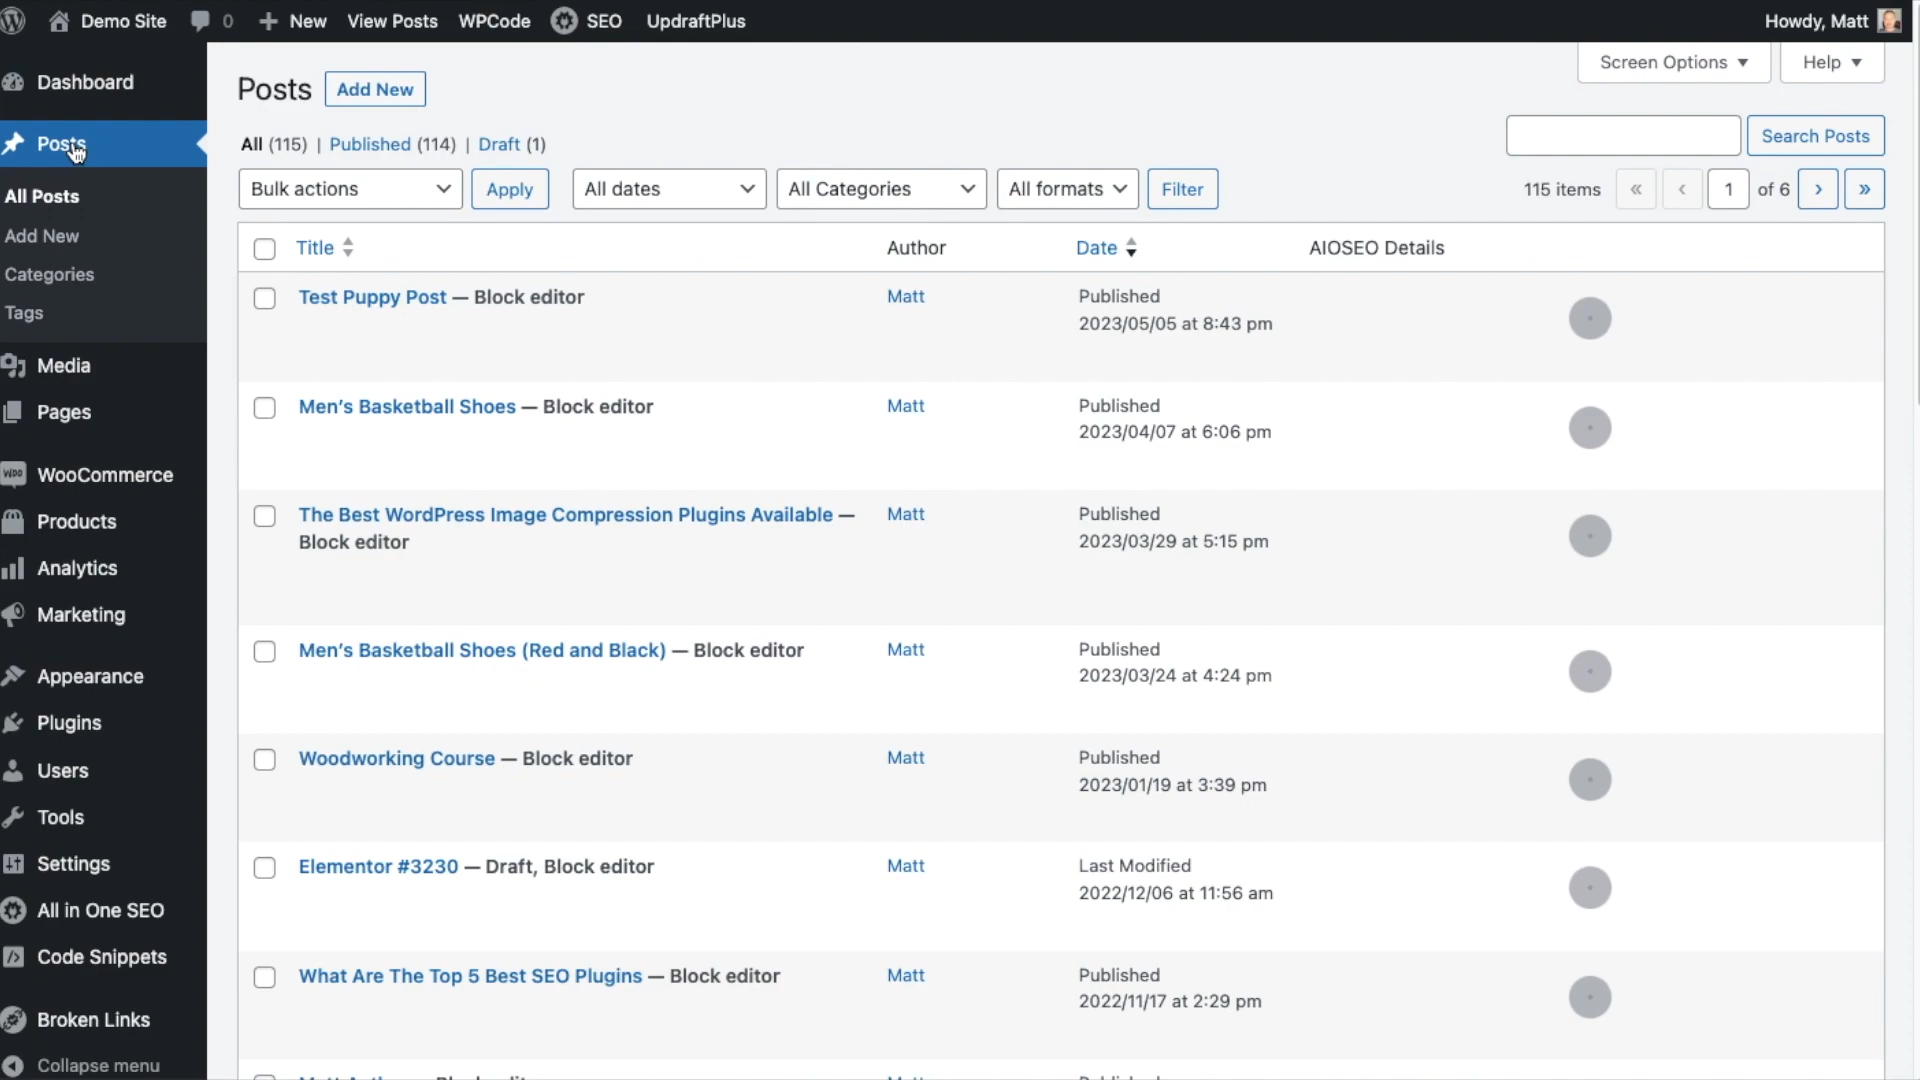 Demo Site 0 New View Posts WPCode SEO UpdraftPlus Howdy, Matt
Dashboard
Posts
All Posts
Add New
Categories
Tags
Media
Pages
WooCommerce
Products
Analytics
Marketing
Appearance
Plugins
Users
Tools
Settings
All in One SEO
Code Snippets
Broken Links
Collapse menu
Screen Options Help
Posts Add New
All (115) | Published (114) | Draft (1)
Search Posts
Bulk actions Apply All dates All Categories All formats Filter 115 items « ‹ 1 of 6 › »
Title Author Date AIOSEO Details
Test Puppy Post — Block editor Matt Published
2023/05/05 at 8:43 pm
Men’s Basketball Shoes — Block editor Matt Published
2023/04/07 at 6:06 pm
The Best WordPress Image Compression Plugins Available — Matt Published
Block editor 2023/03/29 at 5:15 pm
Men’s Basketball Shoes (Red and Black) — Block editor Matt Published
2023/03/24 at 4:24 pm
Woodworking Course — Block editor Matt Published
2023/01/19 at 3:39 pm
Elementor #3230 — Draft, Block editor Matt Last Modified
2022/12/06 at 11:56 am
What Are The Top 5 Best SEO Plugins — Block editor Matt Published
2022/11/17 at 2:29 pm